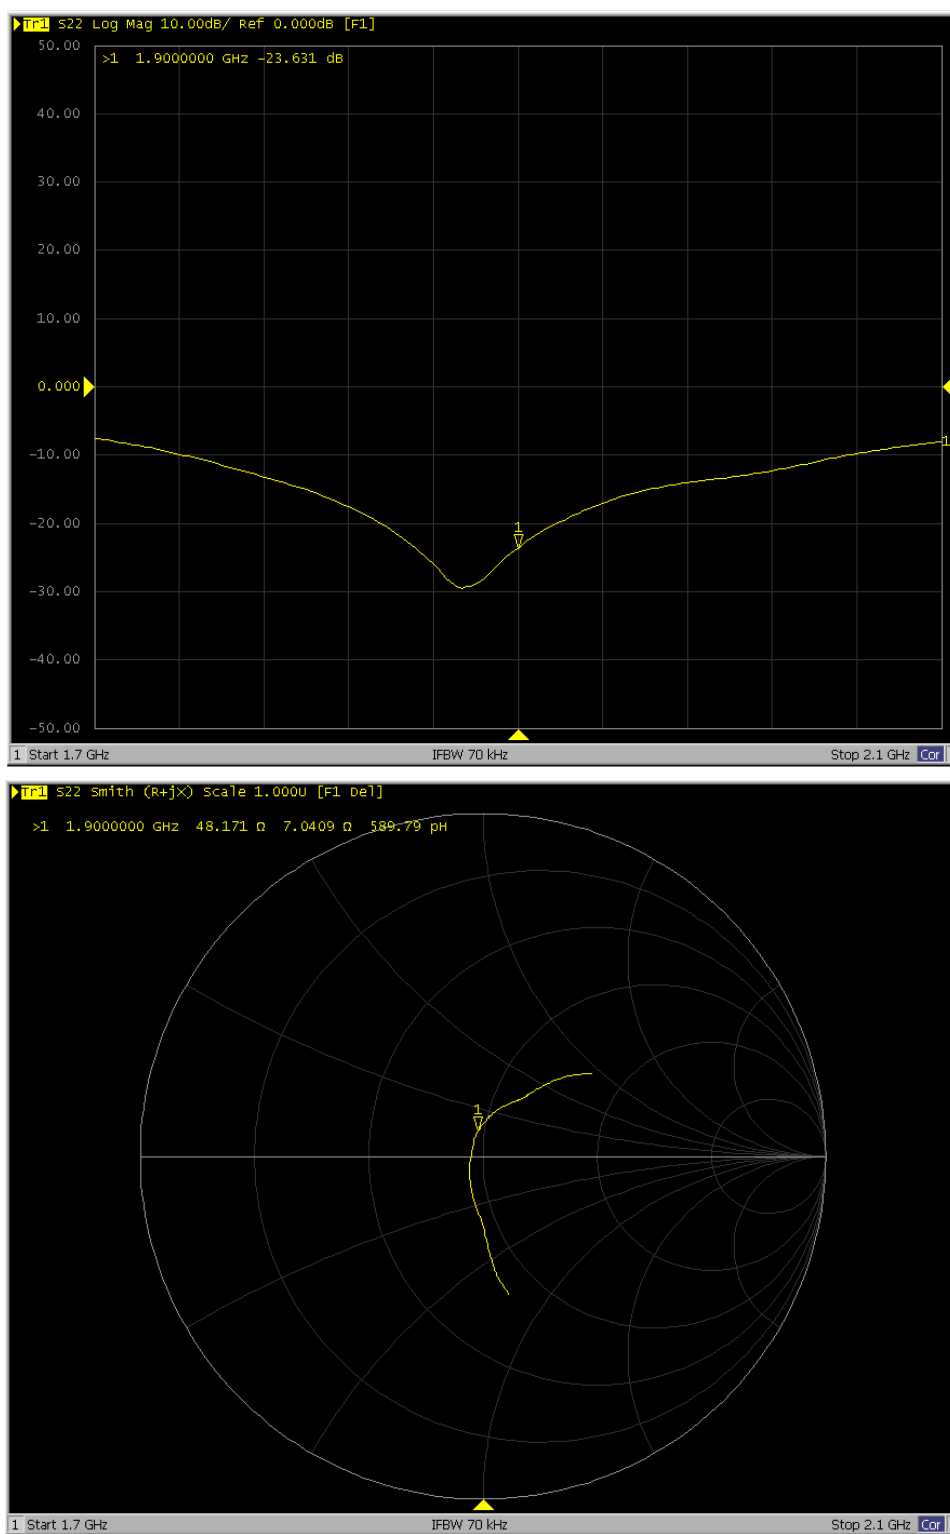 Tr1 S22 Log Mag 10.00dB/ Ref 0.000dB [F1]
50.00
>1 1.9000000 GHz -23.631 dB
40.00
30.00
20.00
10.00
0.000
-10.00
1
-20.00
1
-30.00
-40.00
-50.00
1 Start 1.7 GHz IFBW 70 kHz Stop 2.1 GHz Cor
Tr1 S22 Smith (R+jX) Scale 1.000U [F1 Del]
>1 1.9000000 GHz 48.171 Ω 7.0409 Ω 589.79 pH
1
1 Start 1.7 GHz IFBW 70 kHz Stop 2.1 GHz Cor